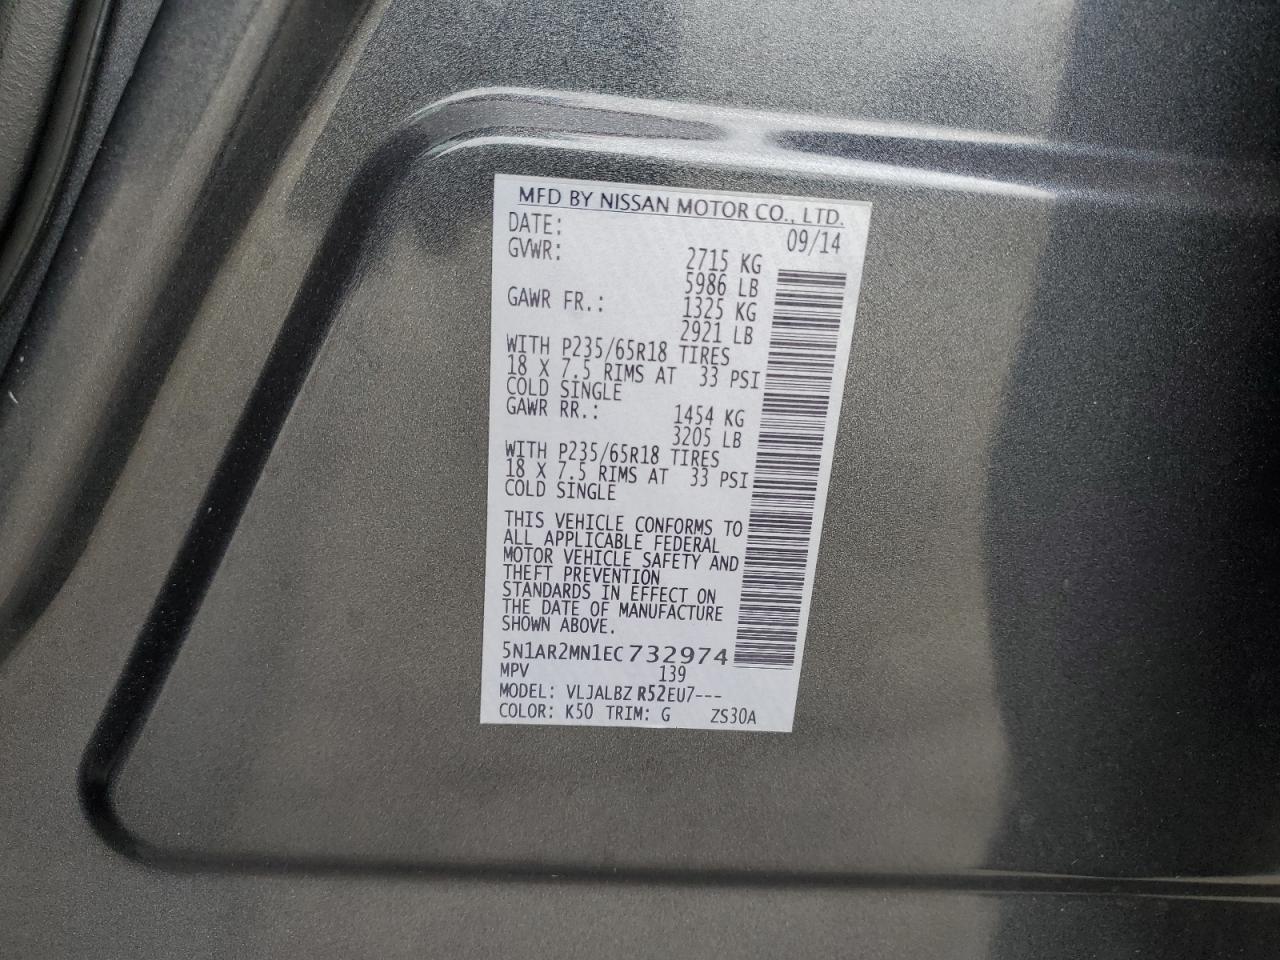 MFD BY NISSAN MOTOR CO., LTD.
DATE: 09/14
GVWR: 2715 KG
5986 LB
GAWR FR.: 1325 KG
2921 LB
WITH P235/65R18 TIRES
18 X 7.5 RIMS AT 33 PSI
COLD SINGLE
GAWR RR.: 1454 KG
3205 LB
WITH P235/65R18 TIRES
18 X 7.5 RIMS AT 33 PSI
COLD SINGLE
THIS VEHICLE CONFORMS TO
ALL APPLICABLE FEDERAL
MOTOR VEHICLE SAFETY AND
THEFT PREVENTION
STANDARDS IN EFFECT ON
THE DATE OF MANUFACTURE
SHOWN ABOVE.
5N1AR2MN1EC732974
MPV 139
MODEL: VLJALBZ R52EU7---
COLOR: K50 TRIM: G ZS30A